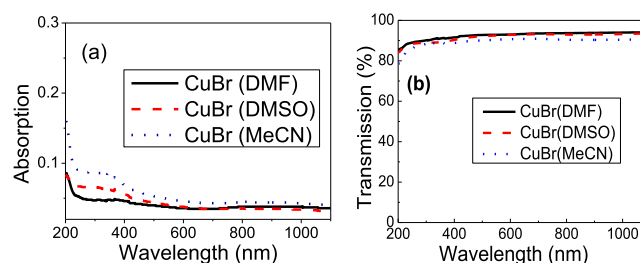 0.3
0.2
0.1
Absorption
(a)
CuBr (DMF)
CuBr (DMSO)
CuBr (MeCN)
200 400 600 800 1000
Wavelength (nm)
100
80
60
40
20
0
Transmission (%)
(b)
CuBr(DMF)
CuBr(DMSO)
CuBr(MeCN)
200 400 600 800 1000
Wavelength (nm)